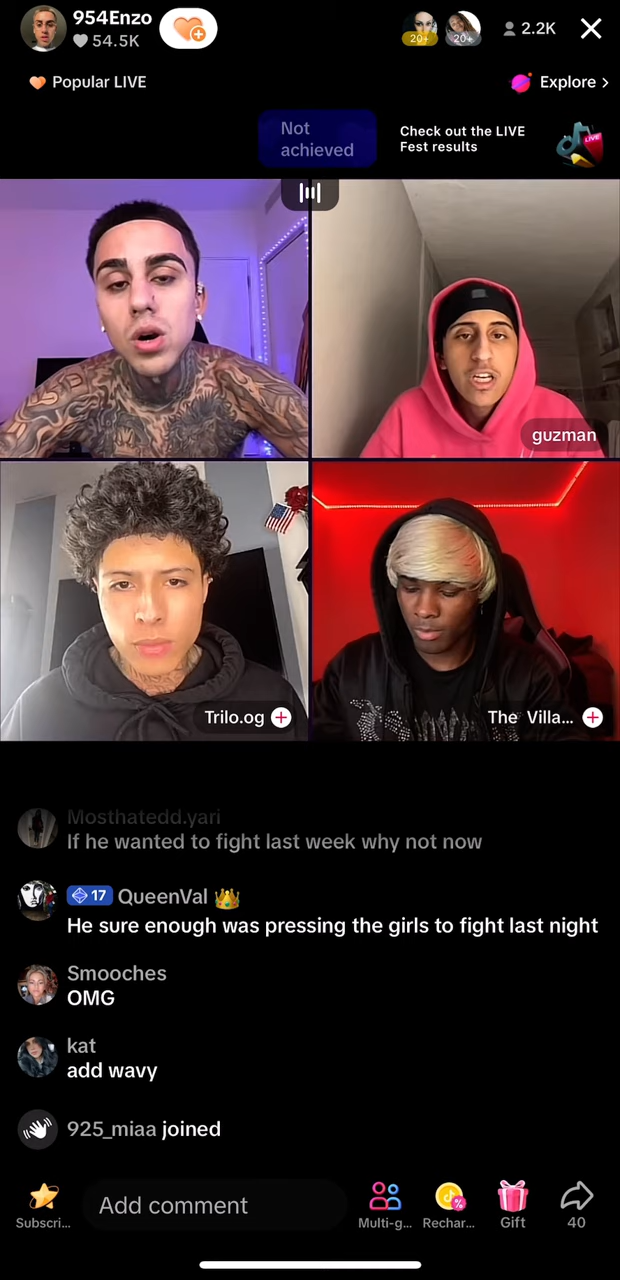 954Enzo
54.5K
20+
20+
2.2K
Popular LIVE
Explore >
Not
achieved
Check out the LIVE
Fest results
LIVE
guzman
Trilo.og
The Villa...
Mosthatedd.yari
If he wanted to fight last week why not now
17 QueenVal
He sure enough was pressing the girls to fight last night
Smooches
OMG
kat
add wavy
925_miaa joined
Add comment
Subscri...
Multi-g...
Rechar...
Gift
40